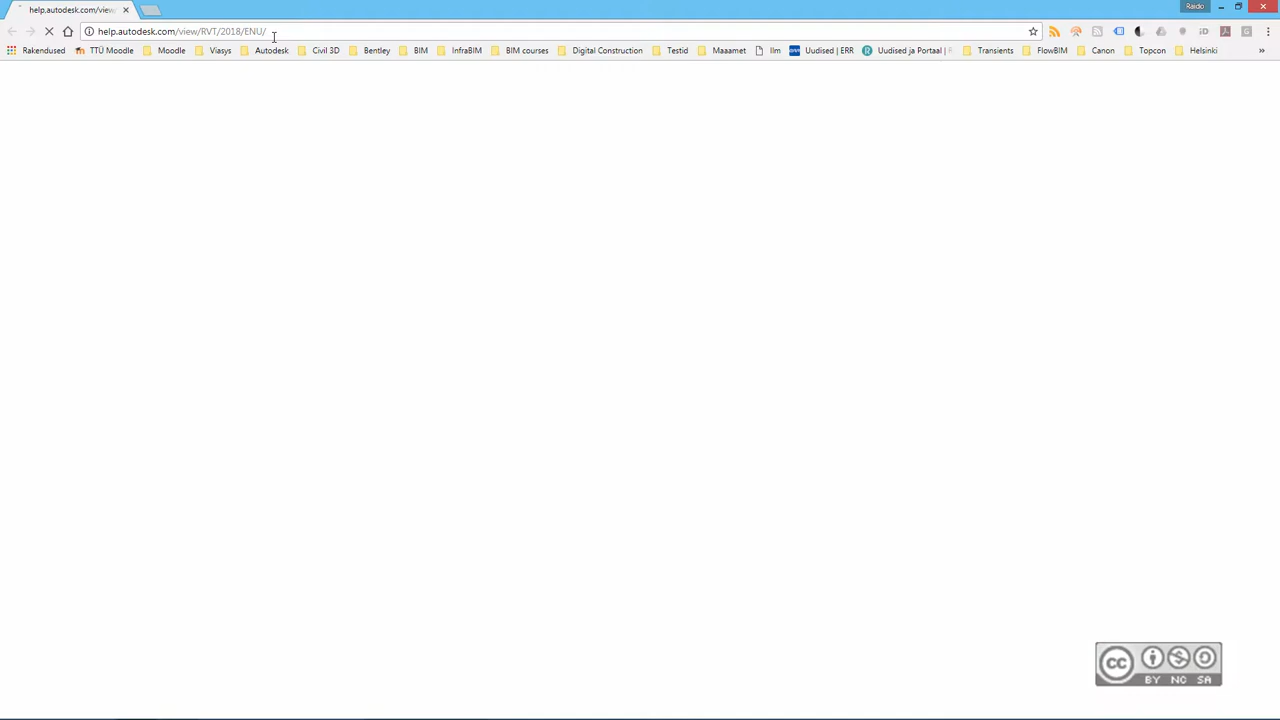 help.autodesk.com/view
Raido
help.autodesk.com/view/RVT/2018/ENU/
Rakendused TTÜ Moodle Moodle Viasys Autodesk Civil 3D Bentley BIM InfraBIM BIM courses Digital Construction Testid Maaamet Ilm Uudised | ERR Uudised ja Portaal | Transients FlowBIM Canon Topcon Helsinki »
CC BY NC SA